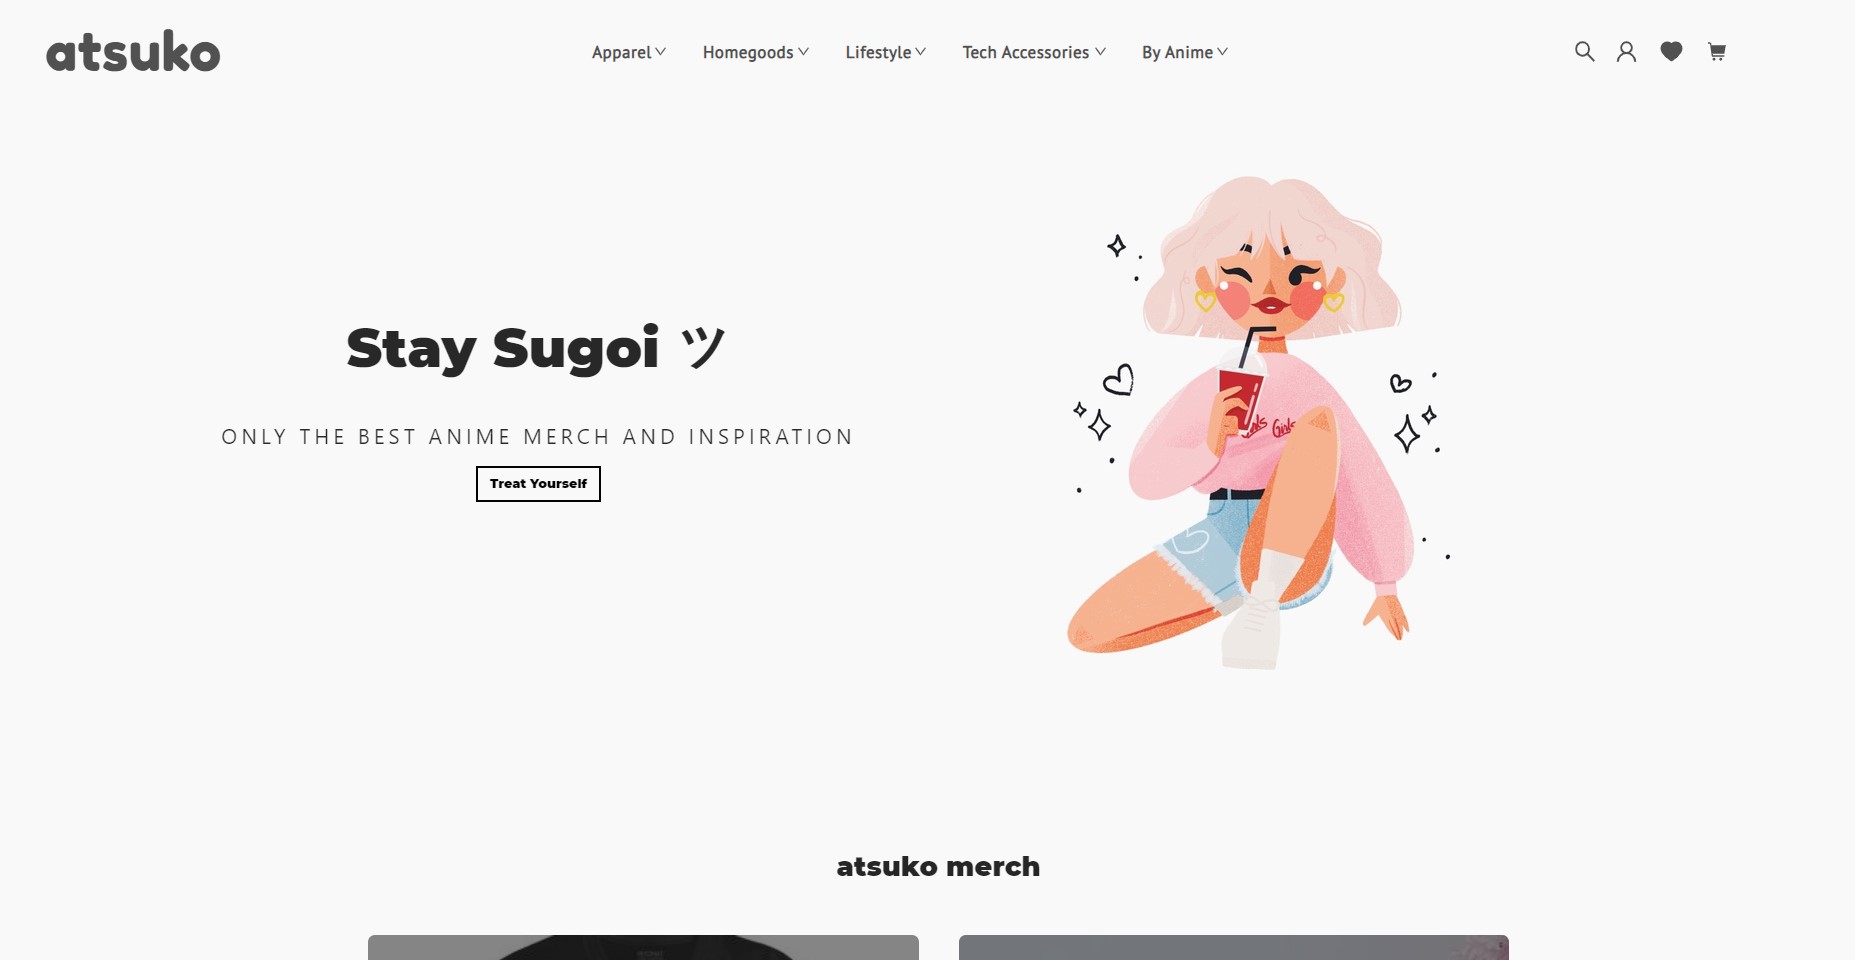 atsuko
Apparel
Homegoods
Lifestyle
Tech Accessories
By Anime
Stay Sugoi ツ
ONLY THE BEST ANIME MERCH AND INSPIRATION
Treat Yourself
Girls
atsuko merch